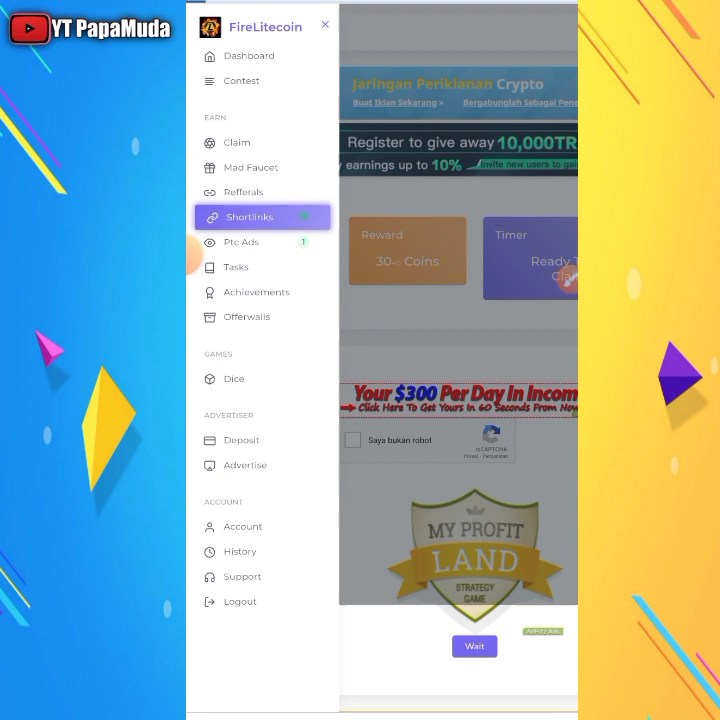 YT PapaMuda
FireLitecoin
Dashboard
Contest
EARN
Claim
Mad Faucet
Refferals
Shortlinks
Ptc Ads 1
Tasks
Achievements
Offerwalls
GAMES
Dice
ADVERTISER
Deposit
Advertise
ACCOUNT
Account
History
Support
Logout
Jaringan Periklanan Crypto
Buat Iklan Sekarang >
Bergabunglah Sebagai Pene
Register to give away 10,000TR
y earnings up to 10%
Invite new users to gai
Reward
30 Coins
Timer
Ready T
Clai
Your $300 Per Day in Incom
Click Here To Get Yours In 60 Seconds From Now
Saya bukan robot
reCAPTCHA
Privasi - Persyaratan
MY PROFIT
LAND
STRATEGY
GAME
Wait